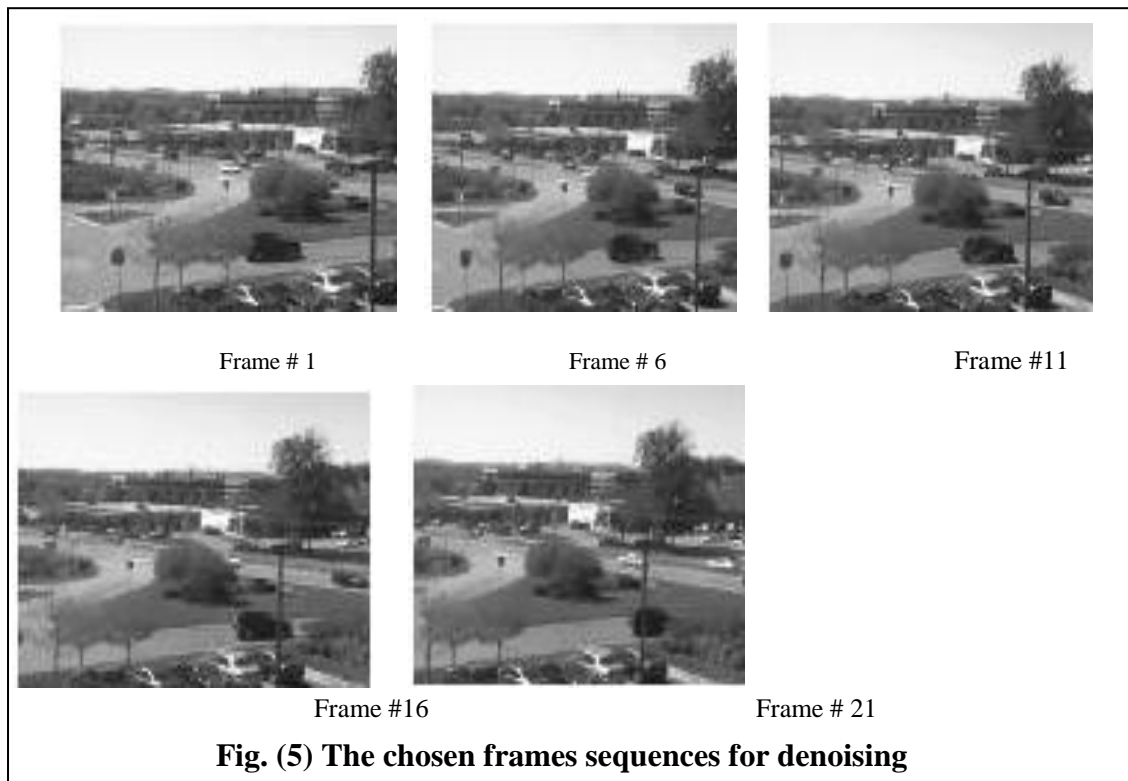 Frame # 1 Frame # 6 Frame #11
Frame #16 Frame # 21
Fig. (5) The chosen frames sequences for denoising